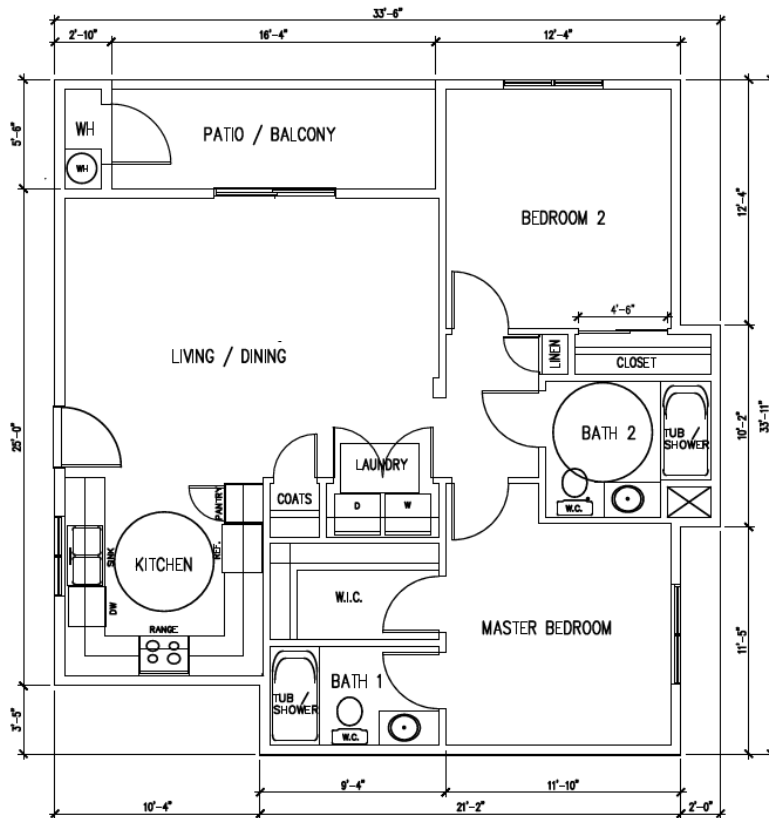 33'-6"
2'-10"
16'-4"
12'-4"
5'-6"
WH
PATIO / BALCONY
WH
BEDROOM 2
12'-4"
4'-6"
LIVING / DINING
LINEN
CLOSET
25'-0"
BATH 2
TUB / SHOWER
10'-2"
33'-11"
LAUNDRY
COATS
PANTRY
D
W
W.C.
KITCHEN
SINK
REF.
DW
RANGE
W.I.C.
MASTER BEDROOM
11'-5"
BATH 1
TUB / SHOWER
W.C.
3'-5"
9'-4"
11'-10"
10'-4"
21'-2"
2'-0"